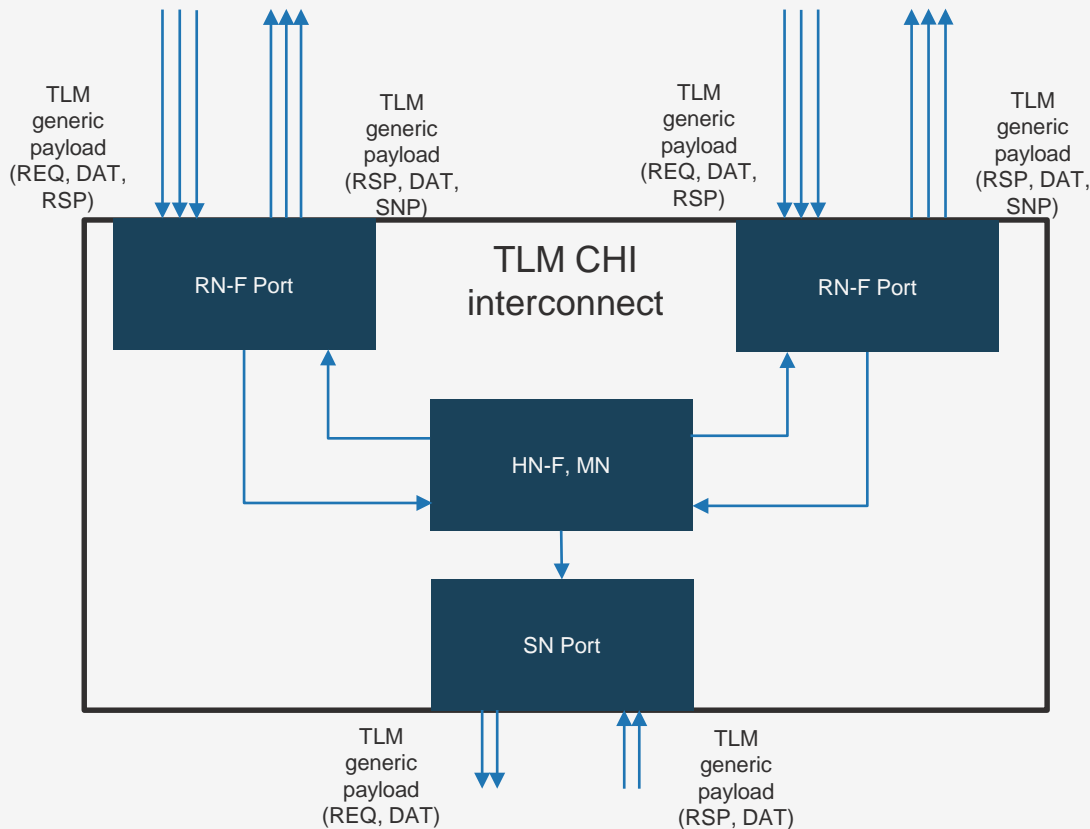 TLM
generic
payload
(REQ, DAT,
RSP)
TLM
generic
payload
(RSP, DAT,
SNP)
TLM
generic
payload
(REQ, DAT,
RSP)
TLM
generic
payload
(RSP, DAT,
SNP)
RN-F Port
TLM CHI
interconnect
RN-F Port
HN-F, MN
SN Port
TLM
generic
payload
(REQ, DAT)
TLM
generic
payload
(RSP, DAT)